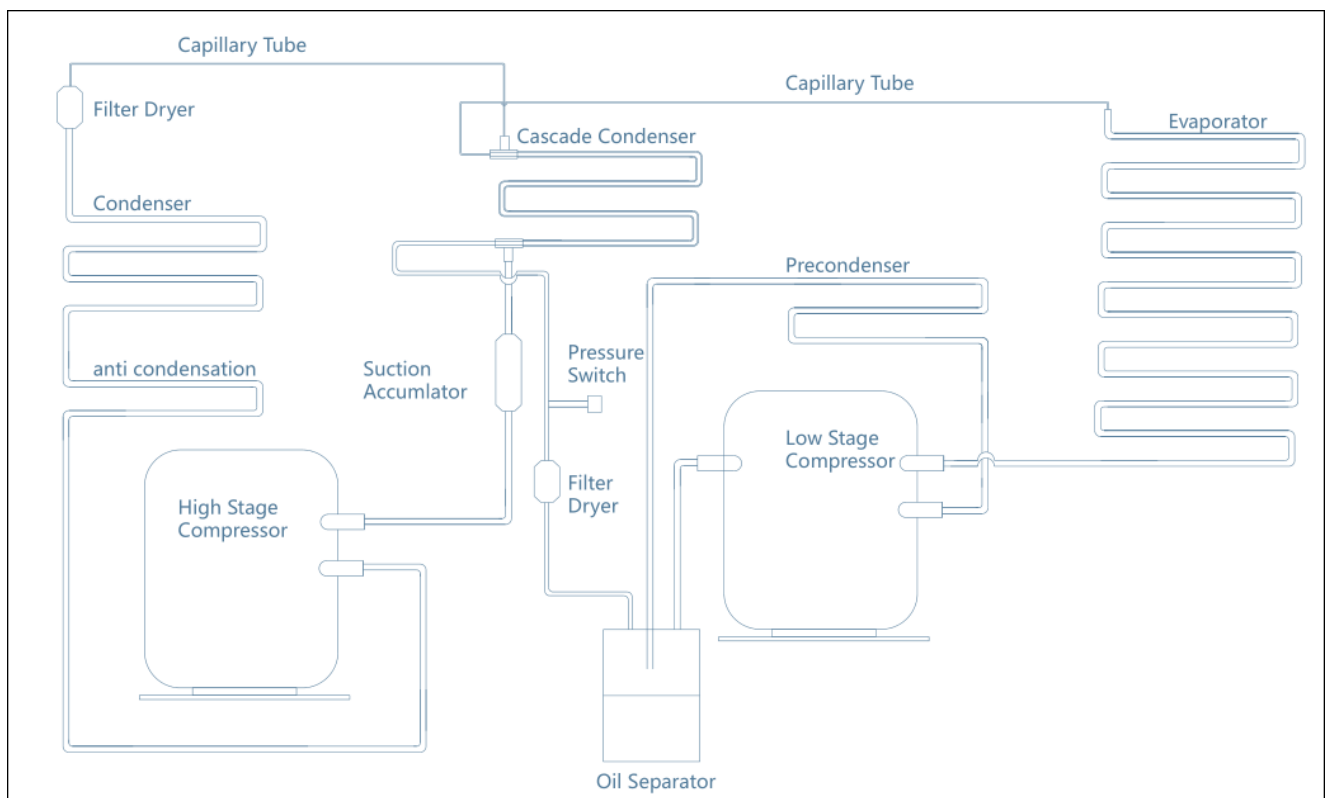 Capillary Tube
Filter Dryer
Capillary Tube
Evaporator
Cascade Condenser
Condenser
Precondenser
anti condensation
Suction
Accumlator
Pressure
Switch
Low Stage
Compressor
High Stage
Compressor
Filter
Dryer
Oil Separator